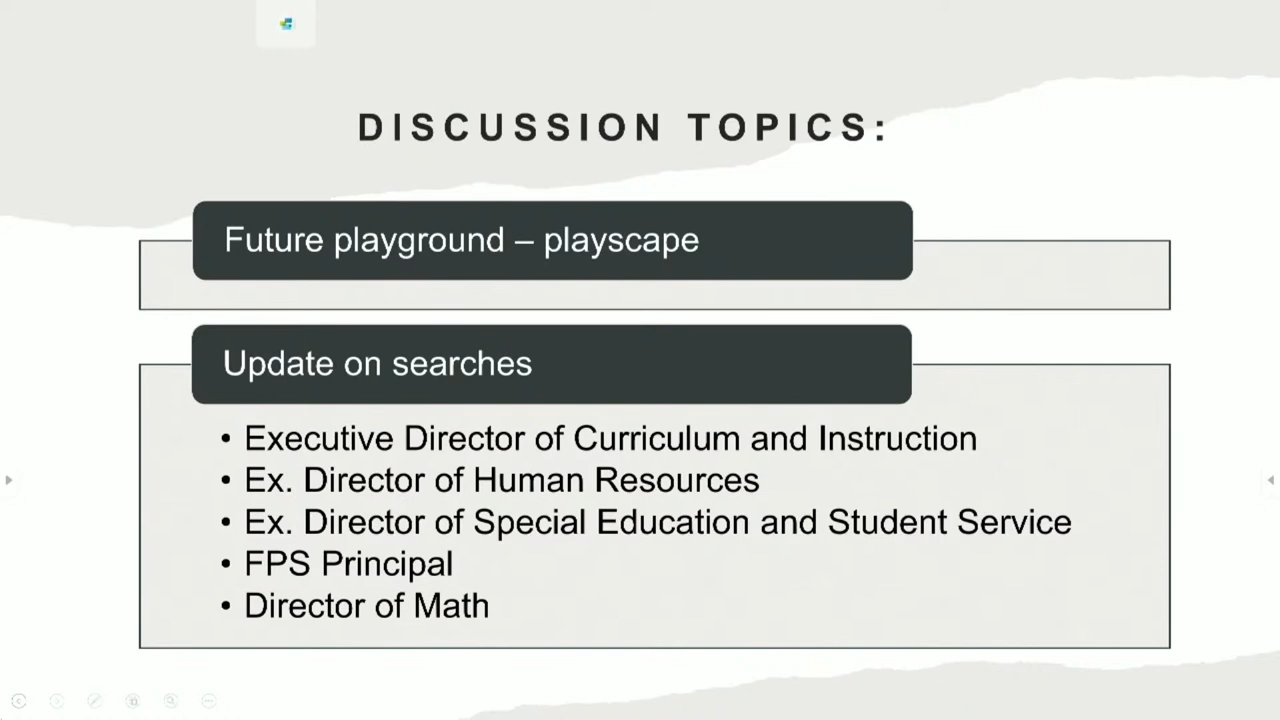 DISCUSSION TOPICS:
Future playground – playscape
Update on searches
• Executive Director of Curriculum and Instruction
• Ex. Director of Human Resources
• Ex. Director of Special Education and Student Service
• FPS Principal
• Director of Math